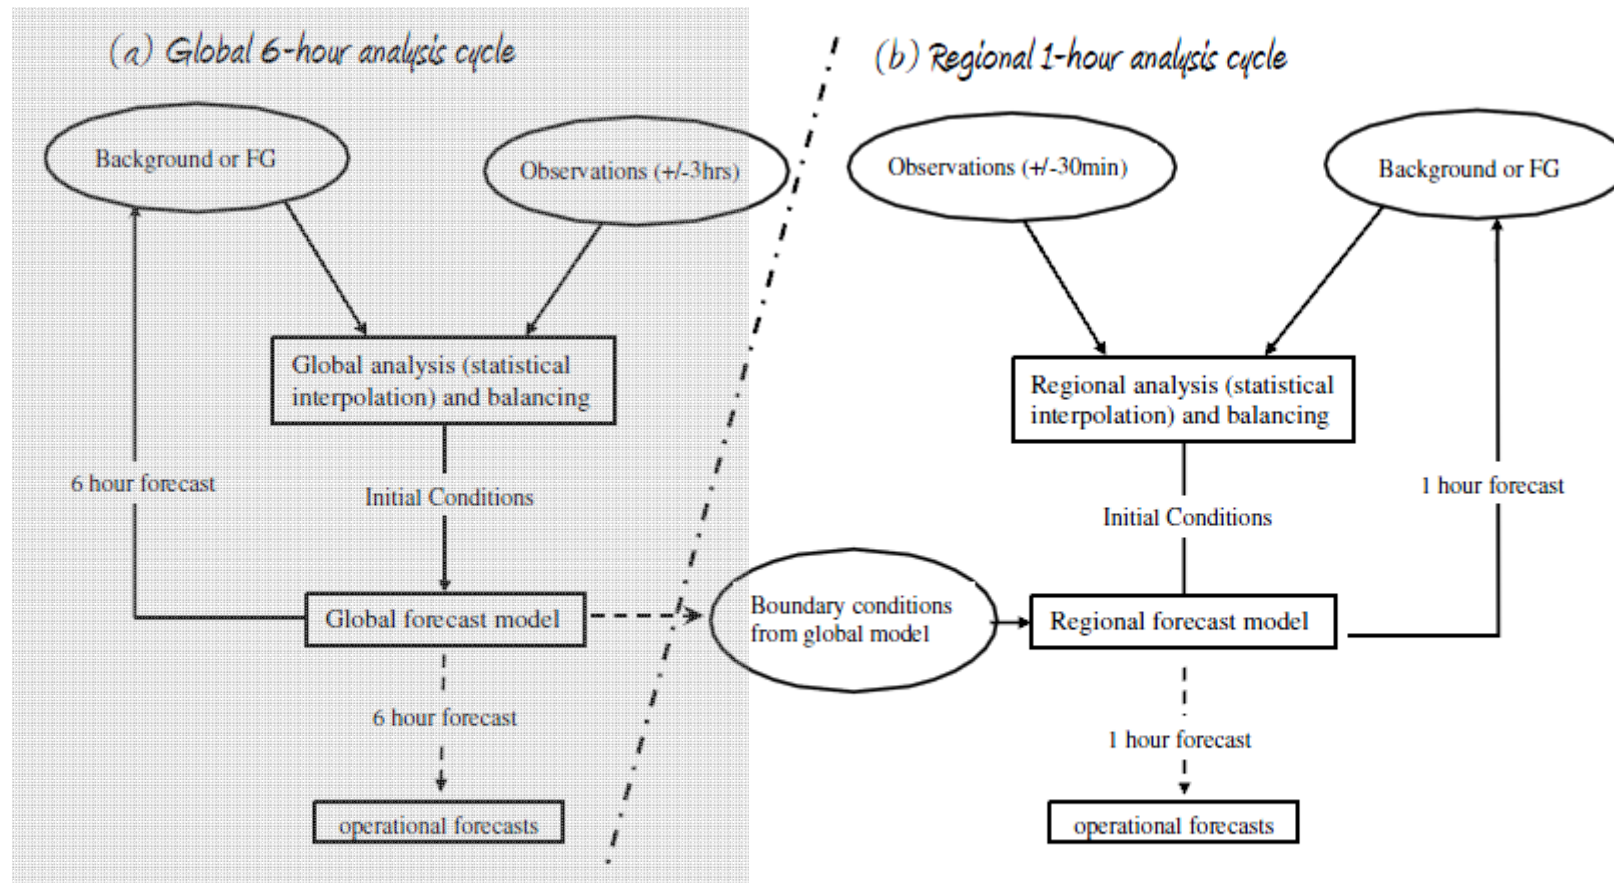 (a) Global 6-hour analysis cycle
Background or FG
Observations (+/-3hrs)
Global analysis (statistical
interpolation) and balancing
6 hour forecast
Initial Conditions
Global forecast model
6 hour forecast
operational forecasts
(b) Regional 1-hour analysis cycle
Observations (+/-30min)
Background or FG
Regional analysis (statistical
interpolation) and balancing
1 hour forecast
Initial Conditions
Boundary conditions
from global model
Regional forecast model
1 hour forecast
operational forecasts